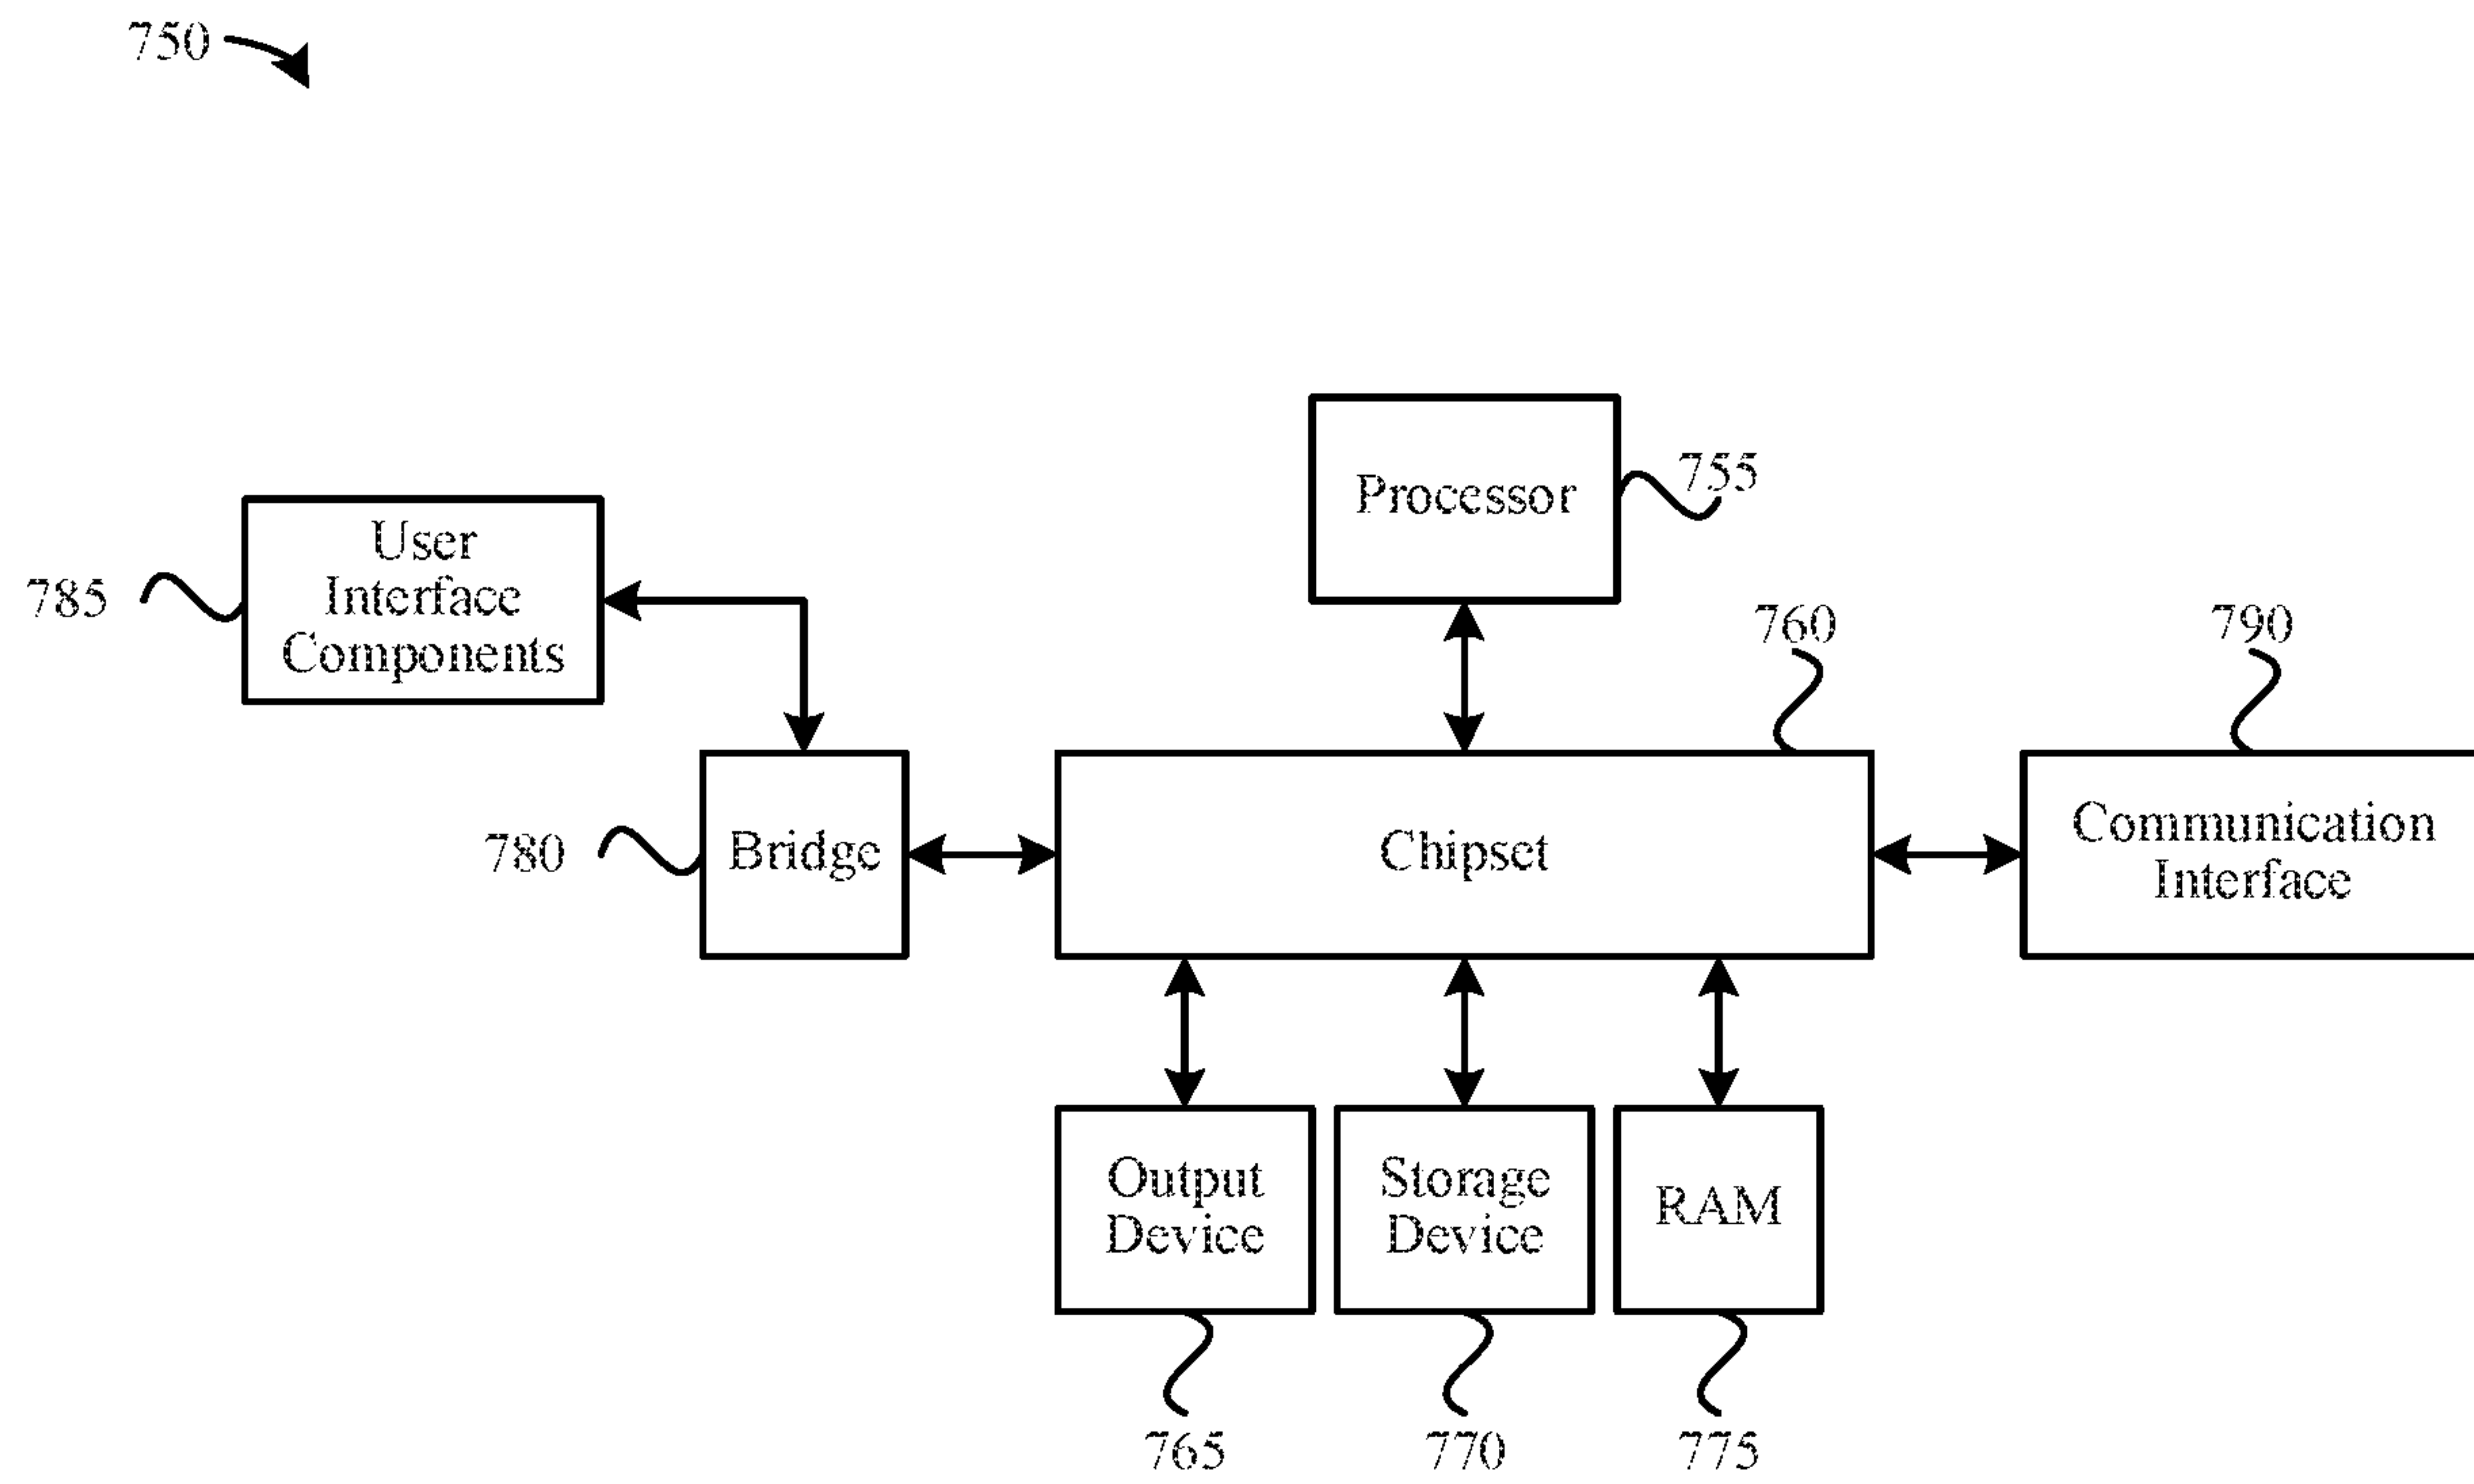 750
Processor
755
User
Interface
Components
785
760
790
780
Bridge
Chipset
Communication
Interface
Output
Device
Storage
Device
RAM
765
770
775